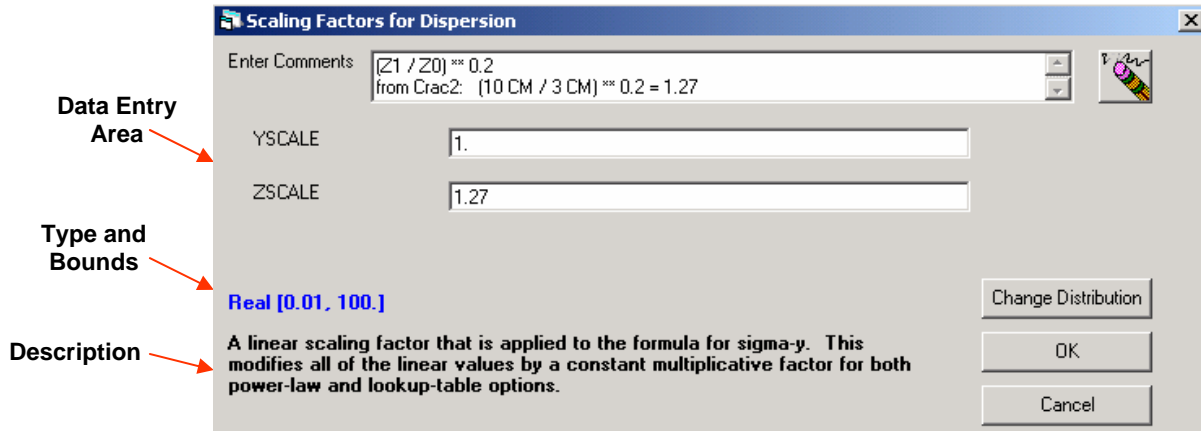 Scaling Factors for Dispersion
Enter Comments
(Z1 / Z0) ** 0.2
from Crac2: (10 CM / 3 CM) ** 0.2 = 1.27
Data Entry
Area
YSCALE
1.
ZSCALE
1.27
Type and
Bounds
Real [0.01, 100.]
Change Distribution
Description
A linear scaling factor that is applied to the formula for sigma-y. This
modifies all of the linear values by a constant multiplicative factor for both
power-law and lookup-table options.
OK
Cancel